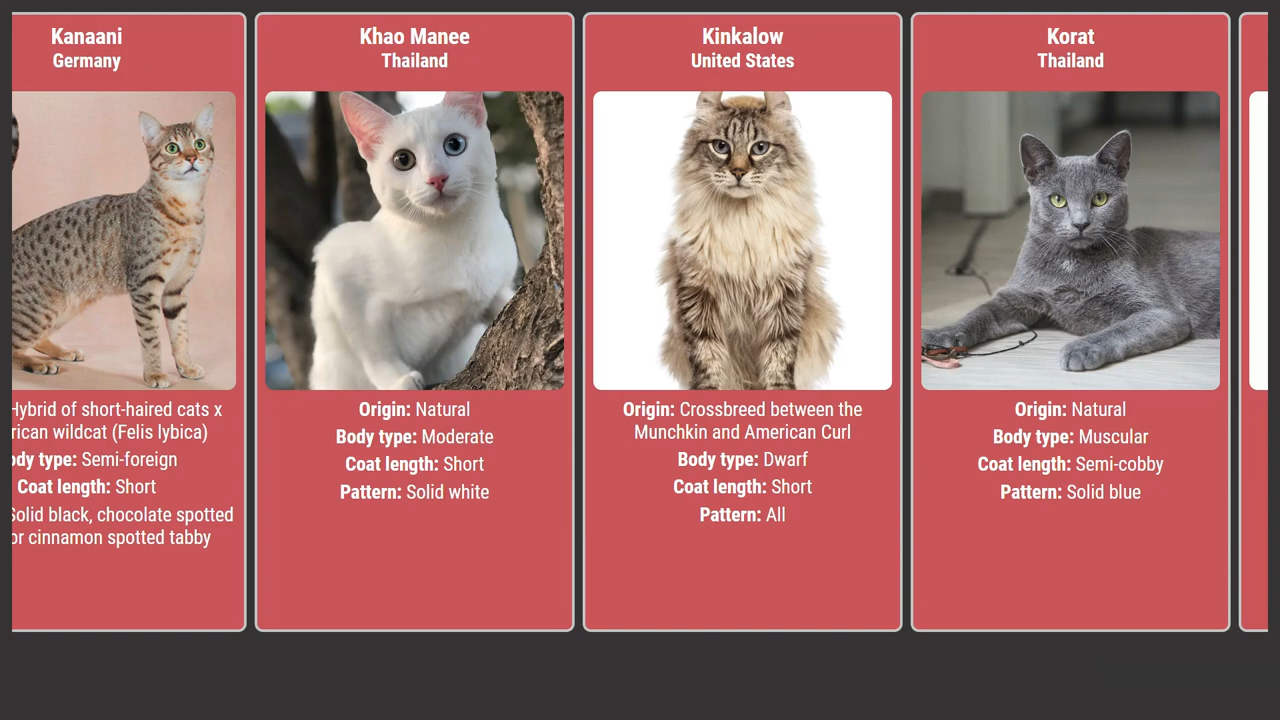 Kanaani
Germany
Hybrid of short-haired cats x
rican wildcat (Felis lybica)
ody type: Semi-foreign
Coat length: Short
Solid black, chocolate spotted
or cinnamon spotted tabby
Khao Manee
Thailand
Origin: Natural
Body type: Moderate
Coat length: Short
Pattern: Solid white
Kinkalow
United States
Origin: Crossbreed between the
Munchkin and American Curl
Body type: Dwarf
Coat length: Short
Pattern: All
Korat
Thailand
Origin: Natural
Body type: Muscular
Coat length: Semi-cobby
Pattern: Solid blue